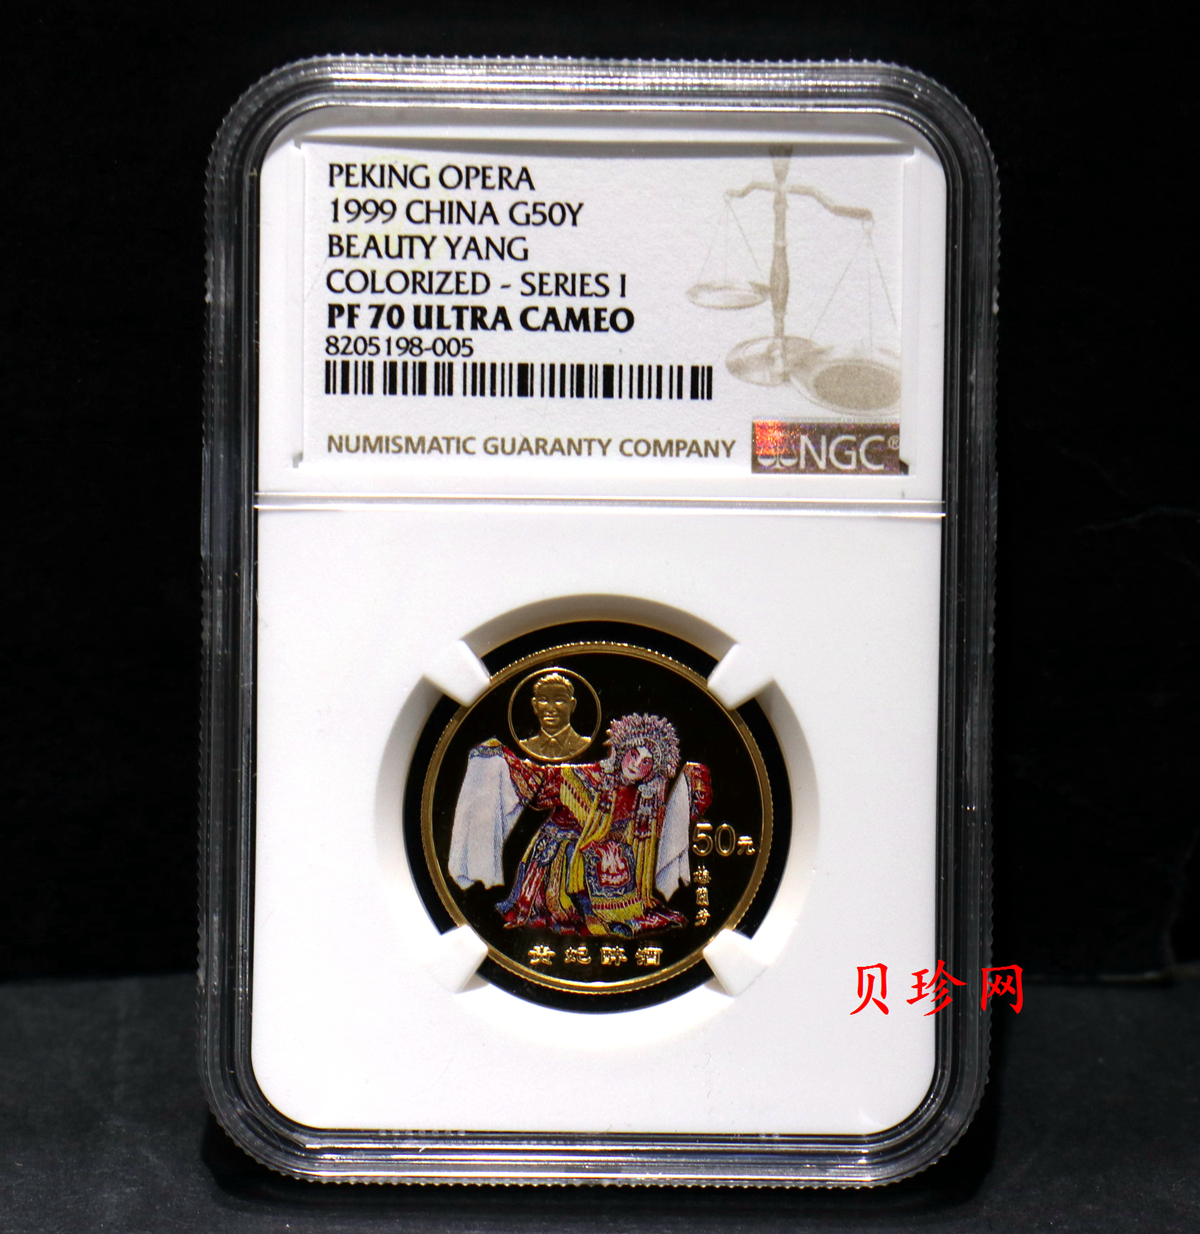 PEKING OPERA
1999 CHINA G50Y
BEAUTY YANG
COLORIZED - SERIES I
PF 70 ULTRA CAMEO
8205198-005
NUMISMATIC GUARANTY COMPANY
NGC®
50元
梅蘭芳
贵妃醉酒
贝珍网